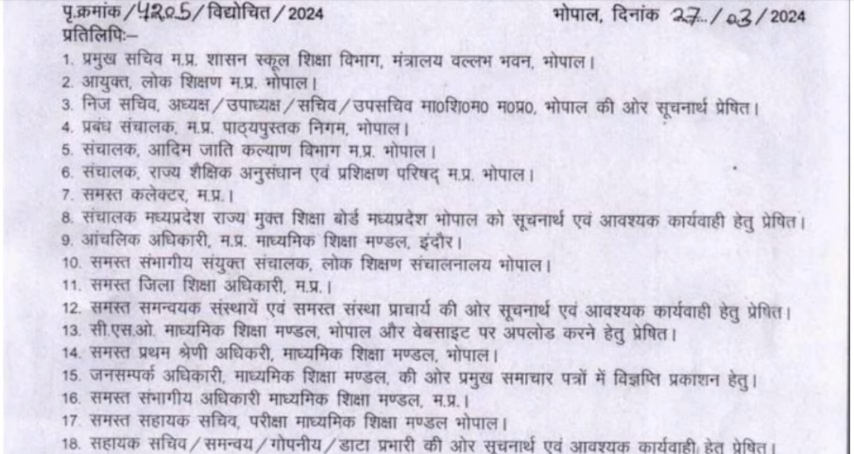 पृ.क्रमांक/4205/विद्योचित/2024 भोपाल, दिनांक 27/03/2024
प्रतिलिपिः–
1. प्रमुख सचिव म.प्र. शासन स्कूल शिक्षा विभाग, मंत्रालय वल्लभ भवन, भोपाल।
2. आयुक्त, लोक शिक्षण म.प्र. भोपाल।
3. निज सचिव, अध्यक्ष/उपाध्यक्ष/सचिव/उपसचिव मा0शि0म0 म0प्र0, भोपाल की ओर सूचनार्थ प्रेषित।
4. प्रबंध संचालक, म.प्र. पाठ्यपुस्तक निगम, भोपाल।
5. संचालक, आदिम जाति कल्याण विभाग म.प्र. भोपाल।
6. संचालक, राज्य शैक्षिक अनुसंधान एवं प्रशिक्षण परिषद् म.प्र. भोपाल।
7. समस्त कलेक्टर, म.प्र.।
8. संचालक मध्यप्रदेश राज्य मुक्त शिक्षा बोर्ड मध्यप्रदेश भोपाल को सूचनार्थ एवं आवश्यक कार्यवाही हेतु प्रेषित।
9. आंचलिक अधिकारी, म.प्र. माध्यमिक शिक्षा मण्डल, इंदौर।
10. समस्त संभागीय संयुक्त संचालक, लोक शिक्षण संचालनालय भोपाल।
11. समस्त जिला शिक्षा अधिकारी, म.प्र.।
12. समस्त समन्वयक संस्थायें एवं समस्त संस्था प्राचार्य की ओर सूचनार्थ एवं आवश्यक कार्यवाही हेतु प्रेषित।
13. सी.एस.ओ. माध्यमिक शिक्षा मण्डल, भोपाल और वेबसाइट पर अपलोड करने हेतु प्रेषित।
14. समस्त प्रथम श्रेणी अधिकरी, माध्यमिक शिक्षा मण्डल, भोपाल।
15. जनसम्पर्क अधिकारी, माध्यमिक शिक्षा मण्डल, की ओर प्रमुख समाचार पत्रों में विज्ञप्ति प्रकाशन हेतु।
16. समस्त संभागीय अधिकारी माध्यमिक शिक्षा मण्डल, म.प्र.।
17. समस्त सहायक सचिव, परीक्षा माध्यमिक शिक्षा मण्डल भोपाल।
18. सहायक सचिव/समन्वय/गोपनीय/डाटा प्रभारी की ओर सूचनार्थ एवं आवश्यक कार्यवाही हेतु प्रेषित।